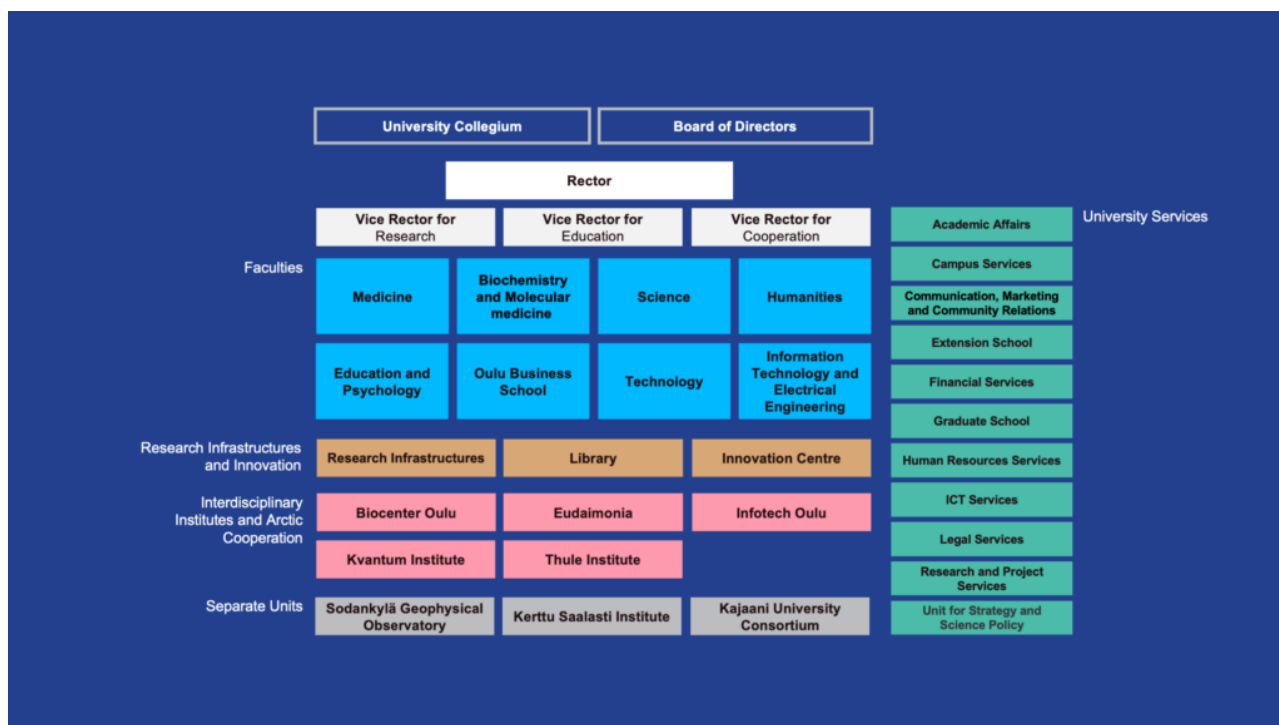 University Collegium
Board of Directors
Rector
Vice Rector for
Research
Vice Rector for
Education
Vice Rector for
Cooperation
Faculties
Medicine
Biochemistry
and Molecular
medicine
Science
Humanities
Education and
Psychology
Oulu Business
School
Technology
Information
Technology and
Electrical
Engineering
Research Infrastructures
and Innovation
Research Infrastructures
Library
Innovation Centre
Interdisciplinary
Institutes and Arctic
Cooperation
Biocenter Oulu
Eudaimonia
Infotech Oulu
Kvantum Institute
Thule Institute
Separate Units
Sodankylä Geophysical
Observatory
Kerttu Saalasti Institute
Kajaani University
Consortium
University Services
Academic Affairs
Campus Services
Communication, Marketing
and Community Relations
Extension School
Financial Services
Graduate School
Human Resources Services
ICT Services
Legal Services
Research and Project
Services
Unit for Strategy and
Science Policy